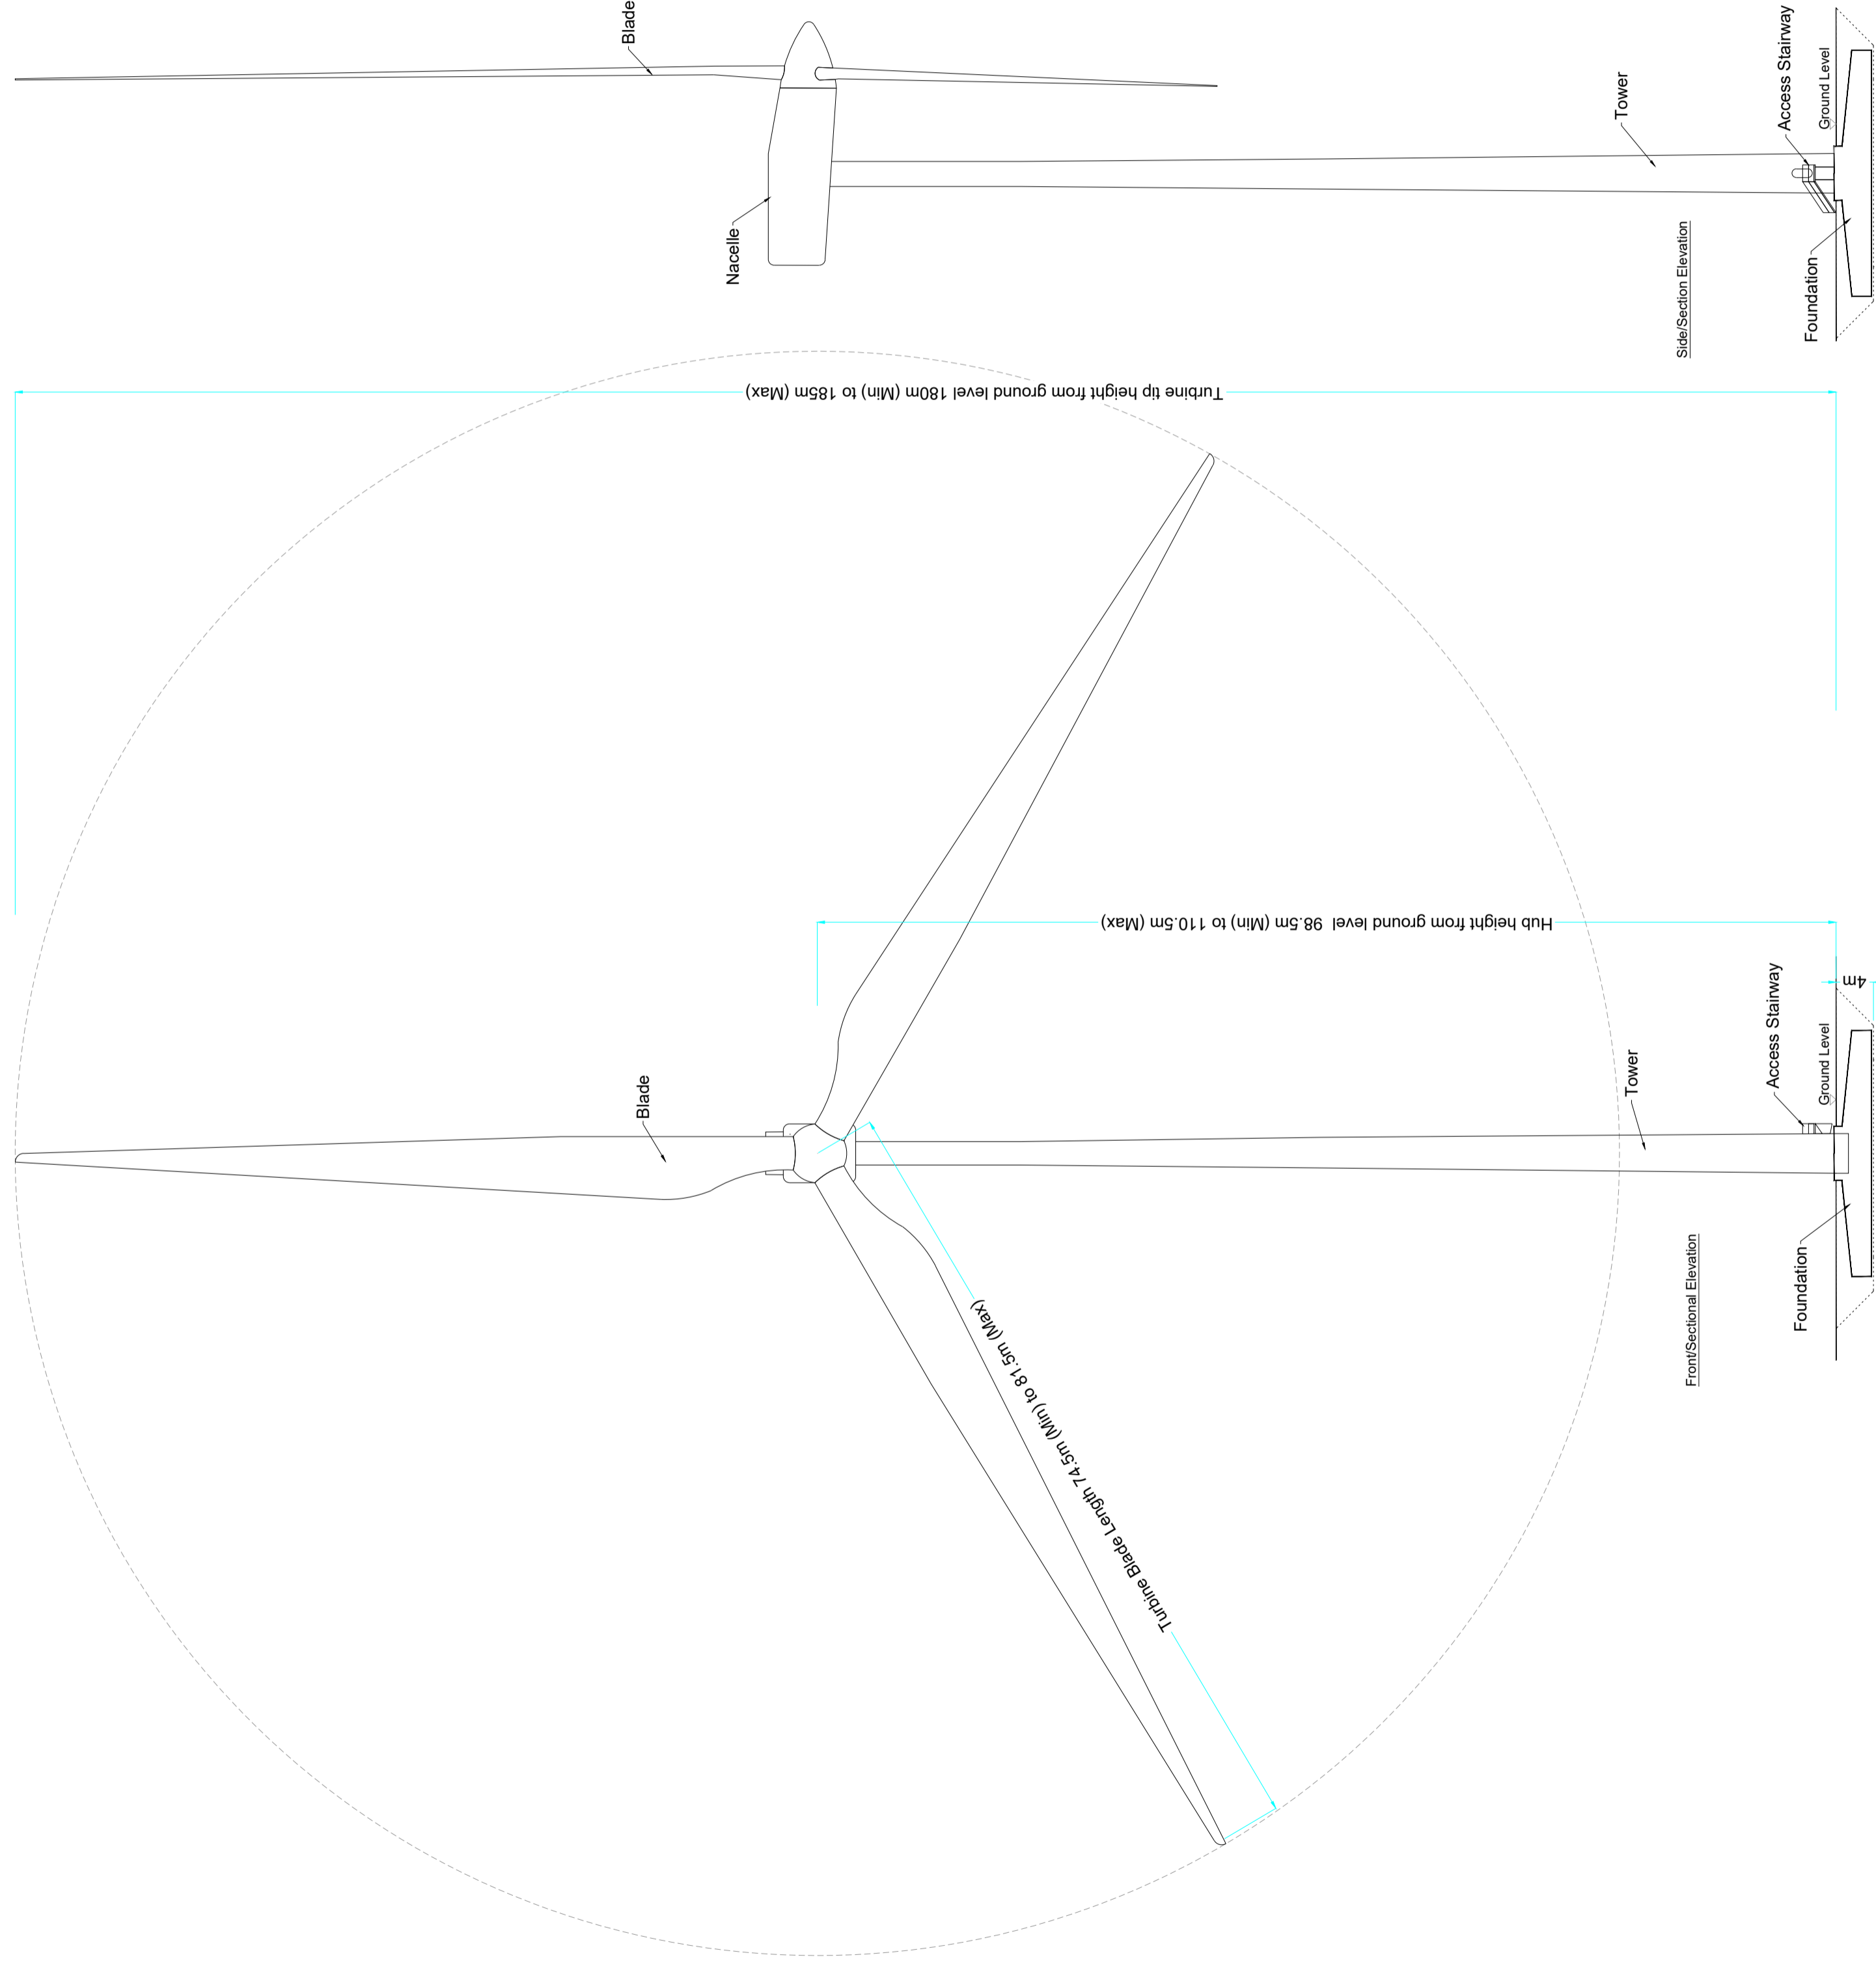 Blade
Nacelle
Tower
Access Stairway
Ground Level
Foundation
Side/Section Elevation
Turbine tip height from ground level 180m (Min) to 185m (Max)
Hub height from ground level 98.5m (Min) to 110.5m (Max)
4m
Blade
Tower
Access Stairway
Ground Level
Foundation
Front/Sectional Elevation
Turbine Blade Length 74.5m (Min) to 81.5m (Max)